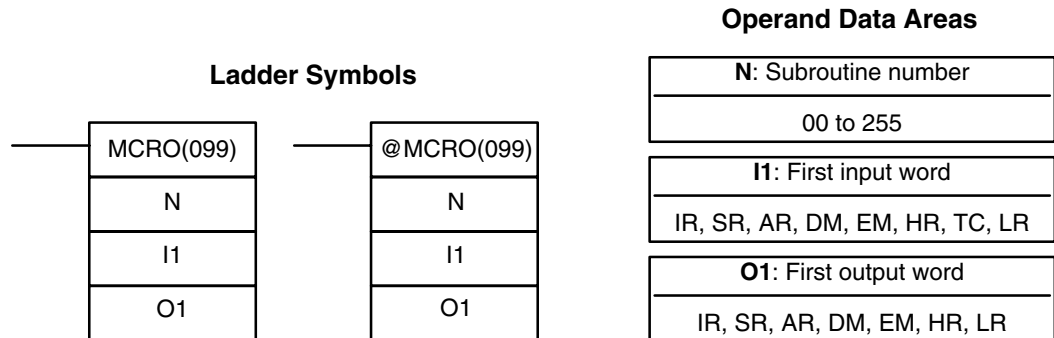 Ladder Symbols
MCRO(099)
N
I1
O1
@MCRO(099)
N
I1
O1
Operand Data Areas
N: Subroutine number
00 to 255
I1: First input word
IR, SR, AR, DM, EM, HR, TC, LR
O1: First output word
IR, SR, AR, DM, EM, HR, LR